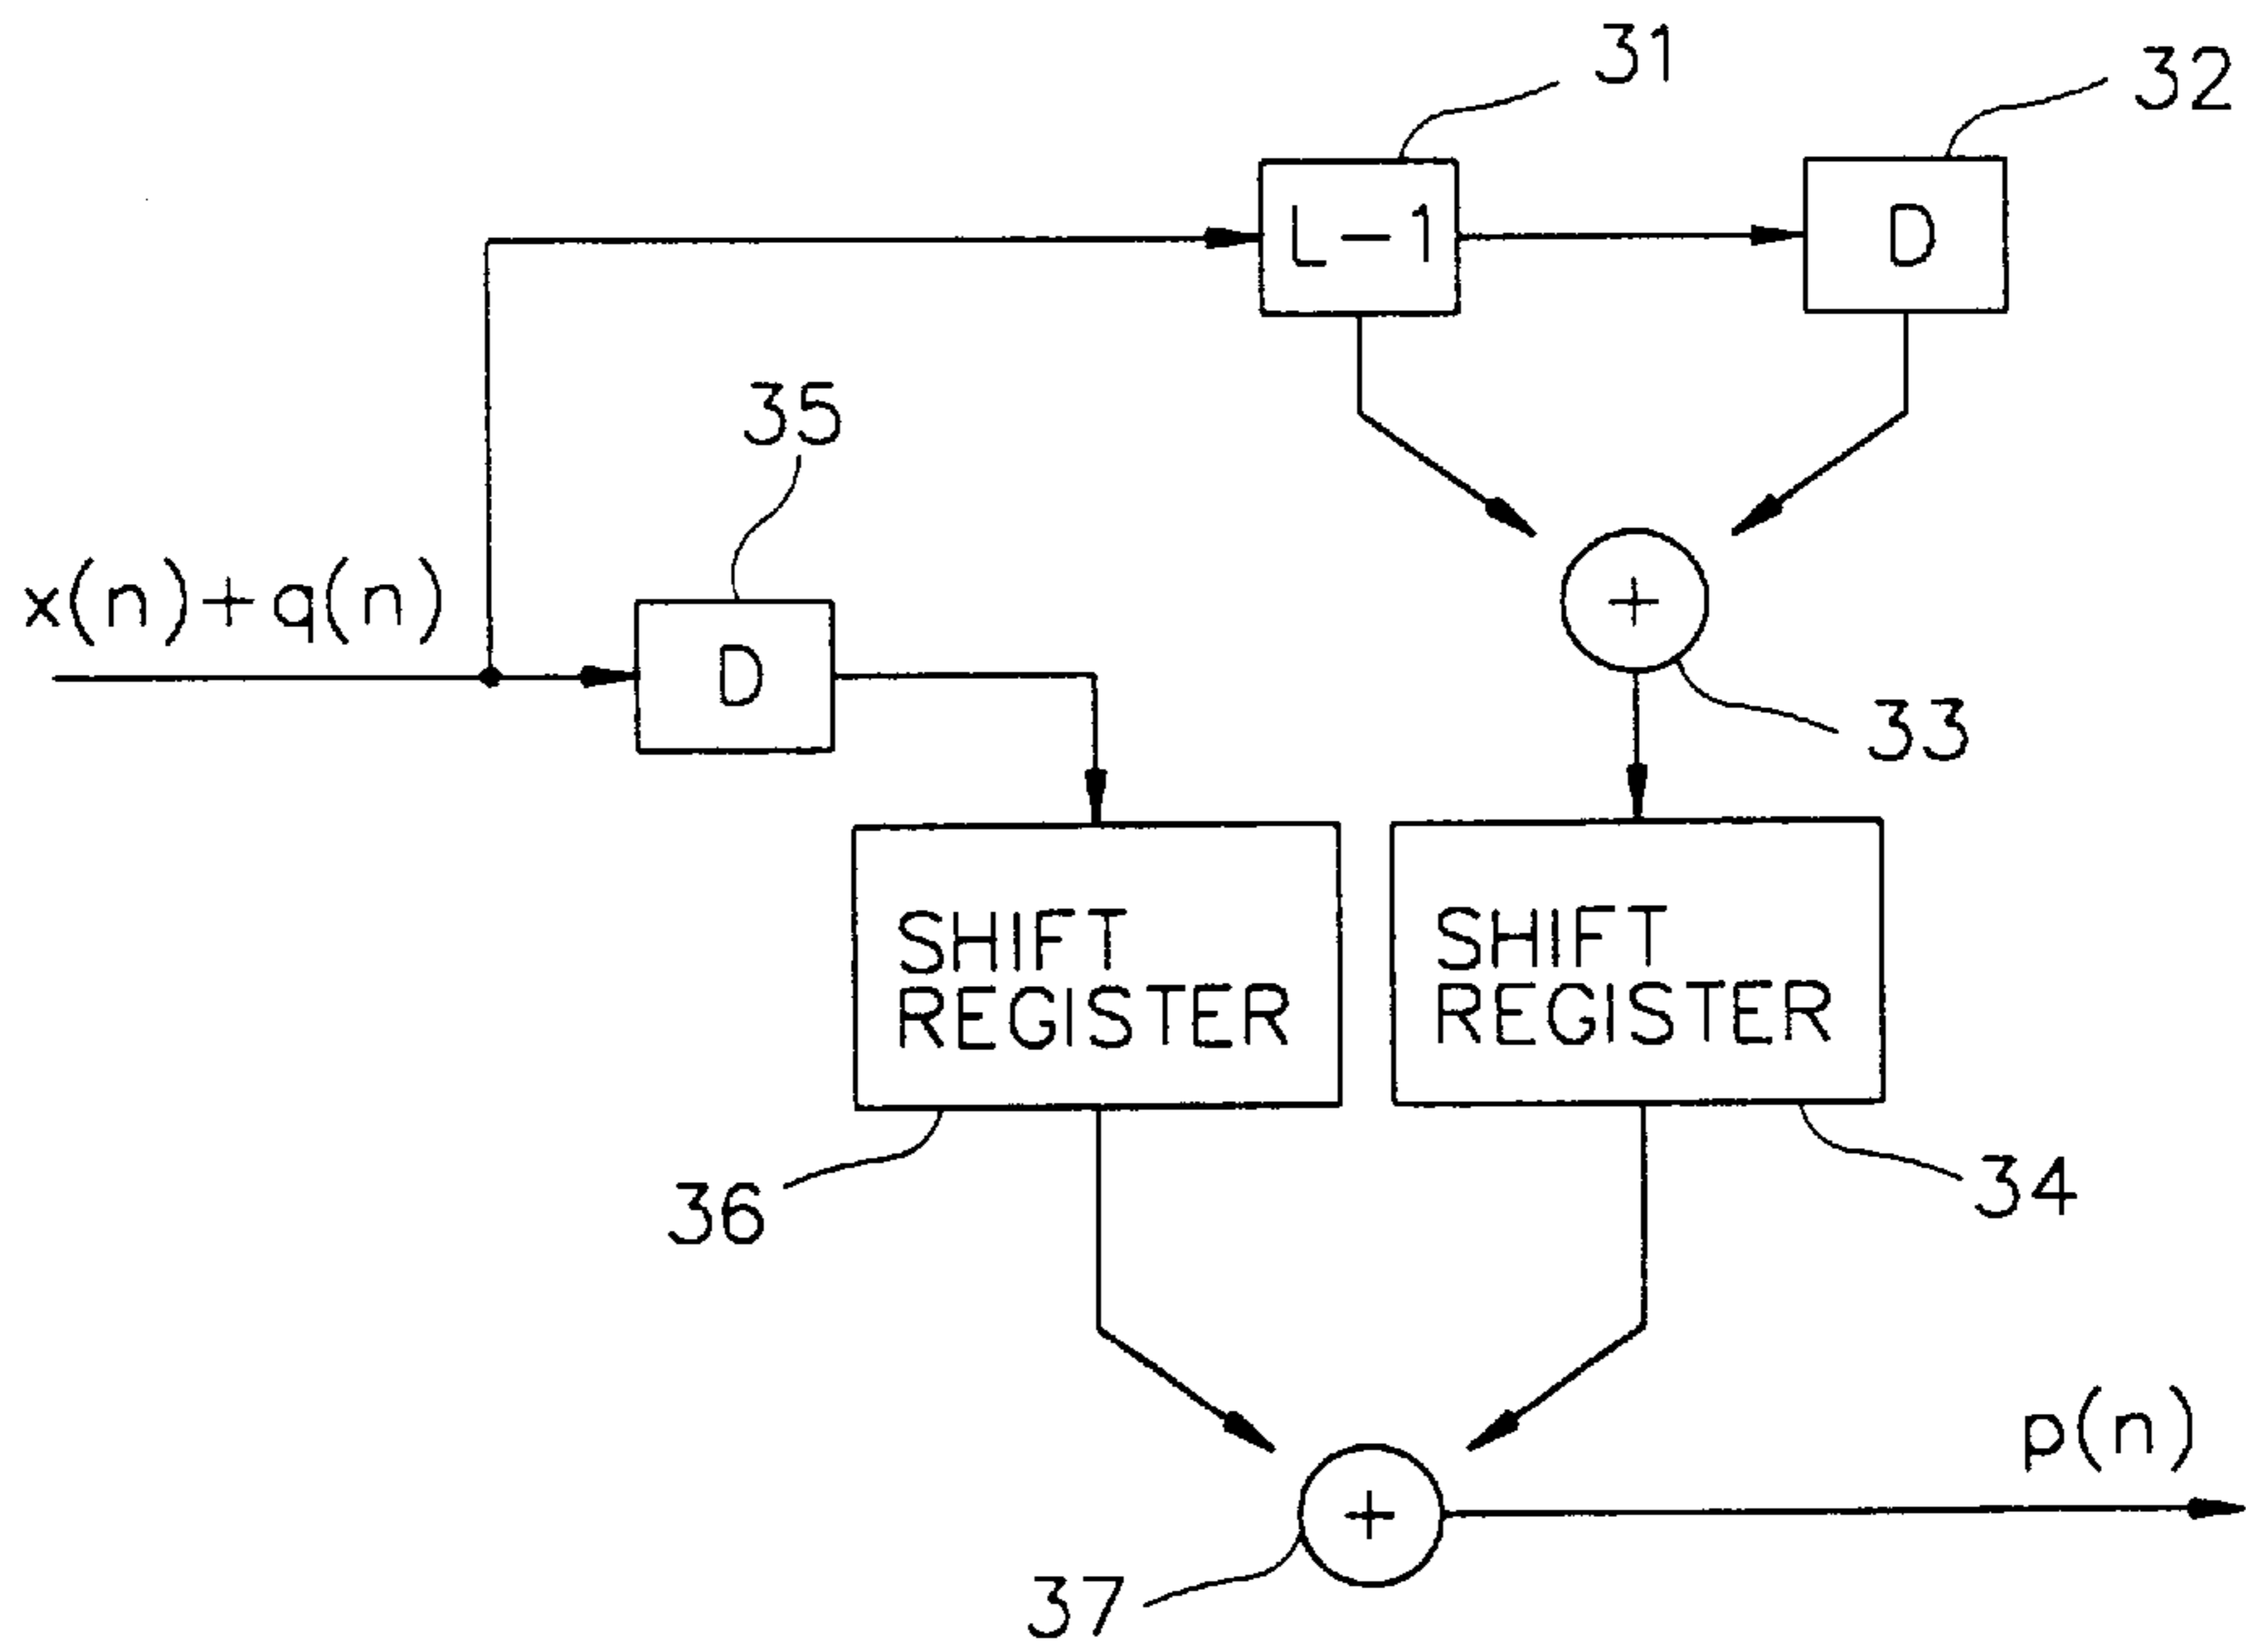 31
32
L-1
D
35
x(n)+q(n)
D
33
SHIFT
REGISTER
SHIFT
REGISTER
36
34
p(n)
37